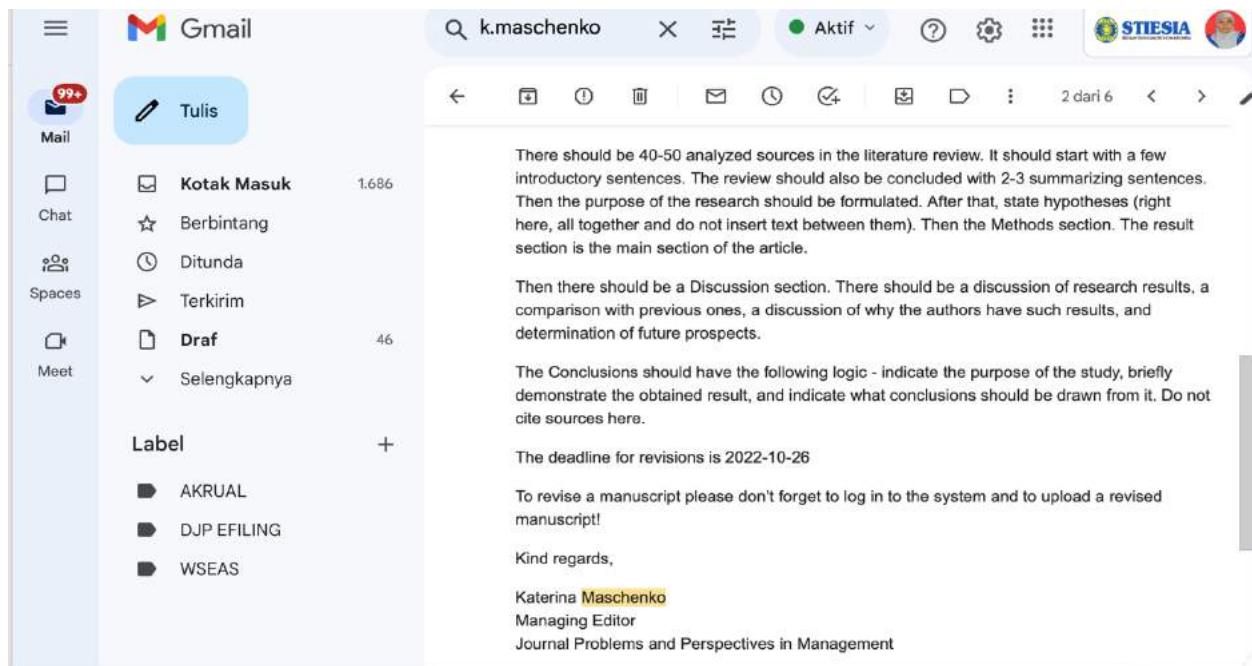 Gmail
k.maschenko
Aktif
STIESIA
99+
Mail
Chat
Spaces
Meet
Tulis
Kotak Masuk 1.686
Berbintang
Ditunda
Terkirim
Draf 46
Selengkapnya
Label
AKRUAL
DJP EFILING
WSEAS
2 dari 6
There should be 40-50 analyzed sources in the literature review. It should start with a few
introductory sentences. The review should also be concluded with 2-3 summarizing sentences.
Then the purpose of the research should be formulated. After that, state hypotheses (right
here, all together and do not insert text between them). Then the Methods section. The result
section is the main section of the article.
Then there should be a Discussion section. There should be a discussion of research results, a
comparison with previous ones, a discussion of why the authors have such results, and
determination of future prospects.
The Conclusions should have the following logic - indicate the purpose of the study, briefly
demonstrate the obtained result, and indicate what conclusions should be drawn from it. Do not
cite sources here.
The deadline for revisions is 2022-10-26
To revise a manuscript please don't forget to log in to the system and to upload a revised
manuscript!
Kind regards,
Katerina Maschenko
Managing Editor
Journal Problems and Perspectives in Management